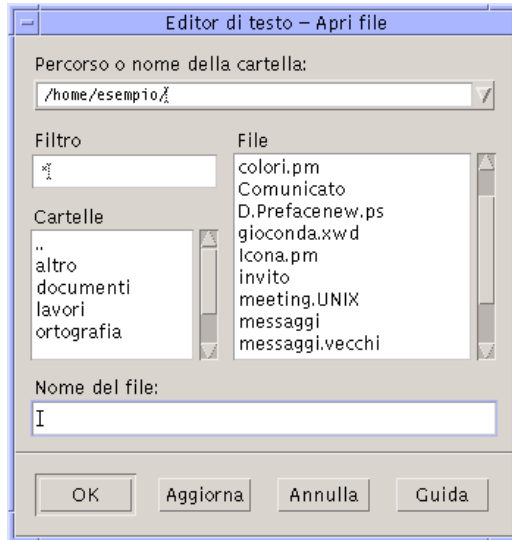 Editor di testo – Apri file
Percorso o nome della cartella:
/home/esempio/
Filtro
*
File
colori.pm
Comunicato
D.Prefacenew.ps
gioconda.xwd
Icona.pm
invito
meeting.UNIX
messaggi
messaggi.vecchi
Cartelle
..
altro
documenti
lavori
ortografia
Nome del file:
OK
Aggiorna
Annulla
Guida